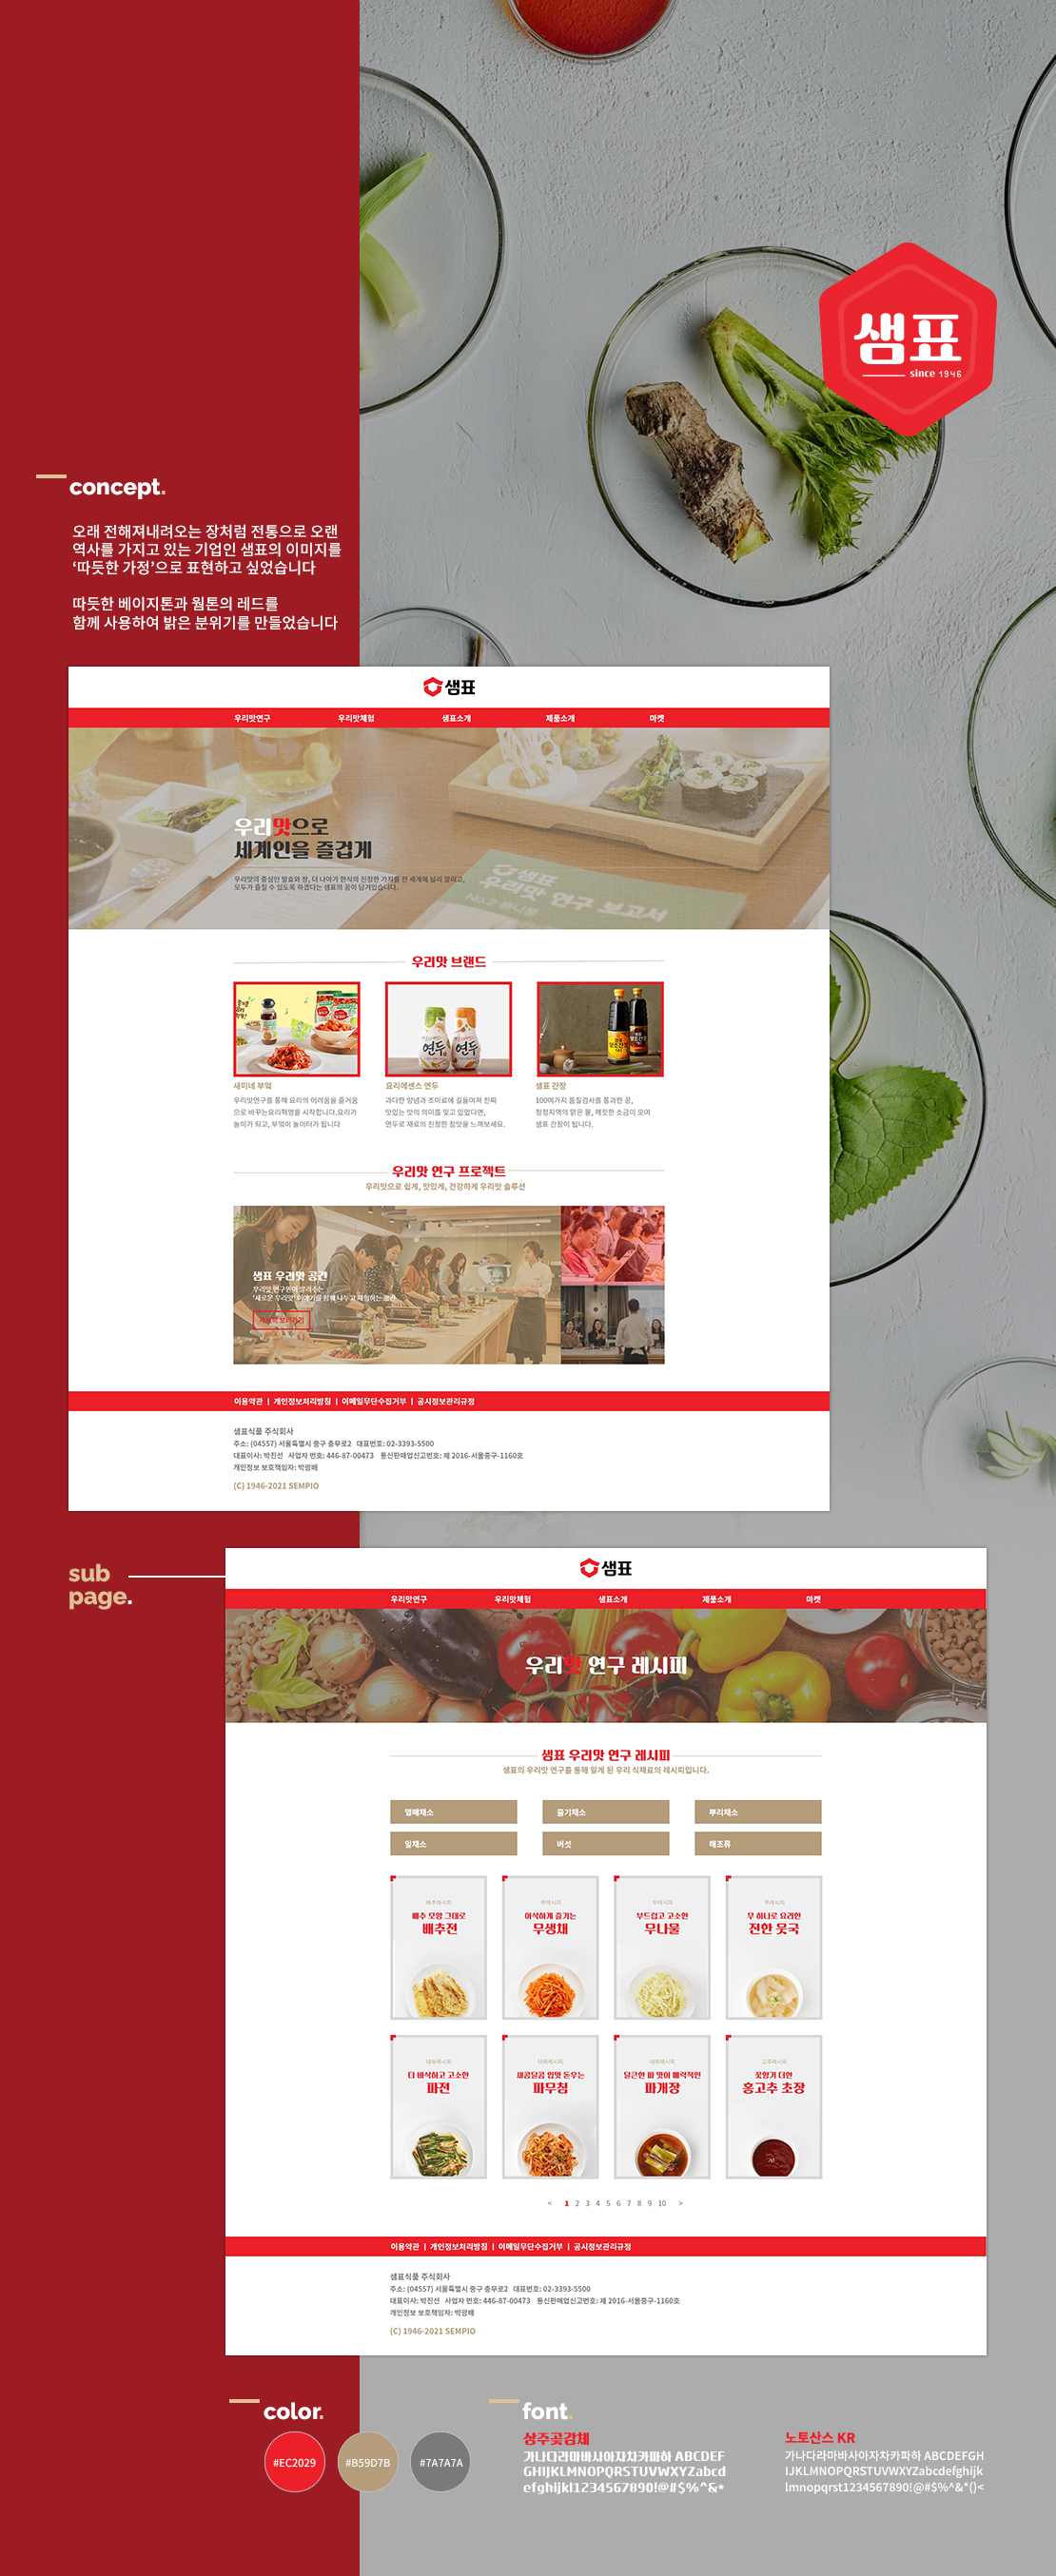 샘표
since 1946
concept.
오래 전해져내려오는 장처럼 전통으로 오랜
역사를 가지고 있는 기업인 샘표의 이미지를
‘따듯한 가정’으로 표현하고 싶었습니다
따듯한 베이지톤과 웜톤의 레드를
함께 사용하여 밝은 분위기를 만들었습니다
샘표
우리맛연구 우리맛체험 샘표소개 제품소개 마켓
우리맛으로
세계인을 즐겁게
우리맛의 중심인 발효와 장, 더 나아가 한식의 진정한 가치를 전 세계에 널리 알리고,
모두가 즐길 수 있도록 하겠다는 샘표의 꿈이 담겨있습니다.
샘표
우리맛 연구 보고서
우리맛 브랜드
연두 연두
새미네 부엌 요리에센스 연두 샘표 간장
우리맛연구를 통해 요리의 어려움을 즐거움
으로 바꾸는요리혁명을 시작합니다.요리가
놀이가 되고, 부엌이 놀이터가 됩니다
과다한 양념과 조미료에 길들여져 진짜
맛있는 맛의 의미를 잊고 있었다면,
연두로 재료의 진정한 참맛을 느껴보세요.
100여가지 품질검사를 통과한 콩,
청정지역의 맑은 물, 깨끗한 소금이 모여
샘표 간장이 됩니다.
우리맛 연구 프로젝트
우리맛으로 쉽게, 맛있게, 건강하게 우리맛 솔루션
샘표 우리맛 공간
우리맛 연구원이 알려주는
'새로운 우리맛' 이야기를 함께 나누고 체험하는 공간
이용약관 | 개인정보처리방침 | 이메일무단수집거부 | 공시정보관리규정
샘표식품 주식회사
주소: (04557) 서울특별시 중구 충무로2 대표번호: 02-3393-5500
대표이사: 박진선 사업자 번호: 446-87-00473 통신판매업신고번호: 제 2016-서울중구-1160호
개인정보 보호책임자: 박광배
(C) 1946-2021 SEMPIO
sub
page.
샘표
우리맛연구 우리맛체험 샘표소개 제품소개 마켓
우리맛 연구 레시피
샘표 우리맛 연구 레시피
샘표의 우리맛 연구를 통해 알게 된 우리 식재료의 레시피입니다.
열매채소 줄기채소 뿌리채소
잎채소 버섯 해조류
배추레시피 무레시피 무레시피 무레시피
배추 모양 그대로 아삭하게 즐기는 부드럽고 고소한 무 하나로 요리한
배추전 무생채 무나물 진한 뭇국
대파레시피 대파레시피 대파레시피 고추레시피
더 바삭하고 고소한 새콤달콤 입맛 돋우는 달큰한 파 맛이 매력적인 꽃향기 더한
파전 파무침 파개장 홍고추 초장
< 1 2 3 4 5 6 7 8 9 10 >
이용약관 | 개인정보처리방침 | 이메일무단수집거부 | 공시정보관리규정
샘표식품 주식회사
주소: (04557) 서울특별시 중구 충무로2 대표번호: 02-3393-5500
대표이사: 박진선 사업자 번호: 446-87-00473 통신판매업신고번호: 제 2016-서울중구-1160호
개인정보 보호책임자: 박광배
(C) 1946-2021 SEMPIO
color.
#EC2029 #B59D7B #7A7A7A
font.
상주곶감체
가나다라마바사아자차카파하 ABCDEF
GHIJKLMNOPQRSTUVWXYZabcd
efghijkl1234567890!@#$%^&*
노토산스 KR
가나다라마바사아자차카파하 ABCDEFGH
IJKLMNOPQRSTUVWXYZabcdefghijk
lmnopqrst1234567890!@#$%^&*()<